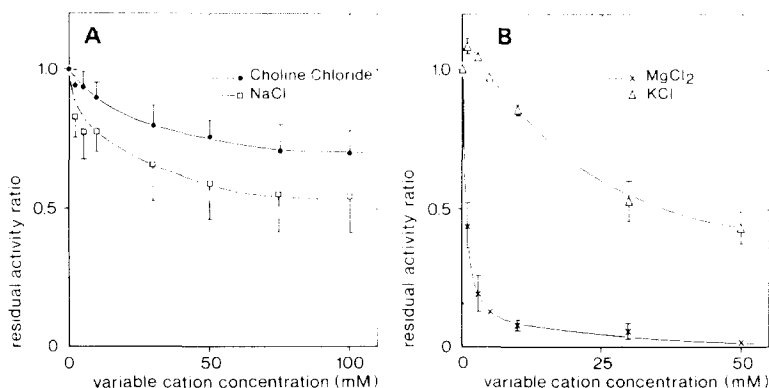 A
Choline Chloride
NaCl
1.0
0.5
0
residual activity ratio
0
50
100
variable cation concentration (mM)
B
MgCl2
KCl
1.0
0.5
0
residual activity ratio
0
25
50
variable cation concentration (mM)